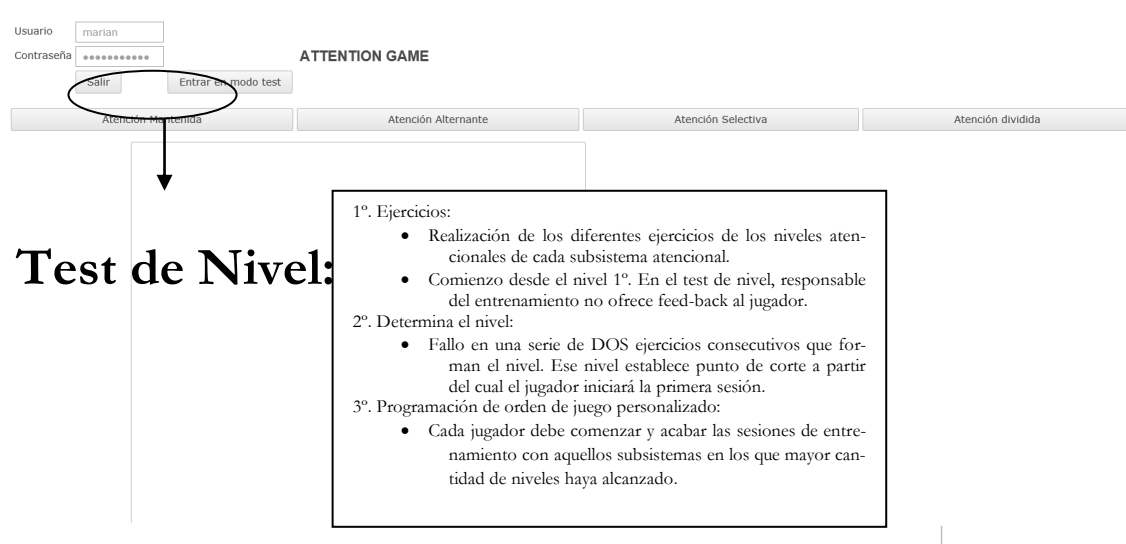 Usuario marian
Contraseña •••••••••••
ATTENTION GAME
Salir Entrar en modo test
Atención Mantenida Atención Alternante Atención Selectiva Atención dividida
Test de Nivel:
1º. Ejercicios:
• Realización de los diferentes ejercicios de los niveles aten-
cionales de cada subsistema atencional.
• Comienzo desde el nivel 1º. En el test de nivel, responsable
del entrenamiento no ofrece feed-back al jugador.
2º. Determina el nivel:
• Fallo en una serie de DOS ejercicios consecutivos que for-
man el nivel. Ese nivel establece punto de corte a partir
del cual el jugador iniciará la primera sesión.
3º. Programación de orden de juego personalizado:
• Cada jugador debe comenzar y acabar las sesiones de entre-
namiento con aquellos subsistemas en los que mayor can-
tidad de niveles haya alcanzado.